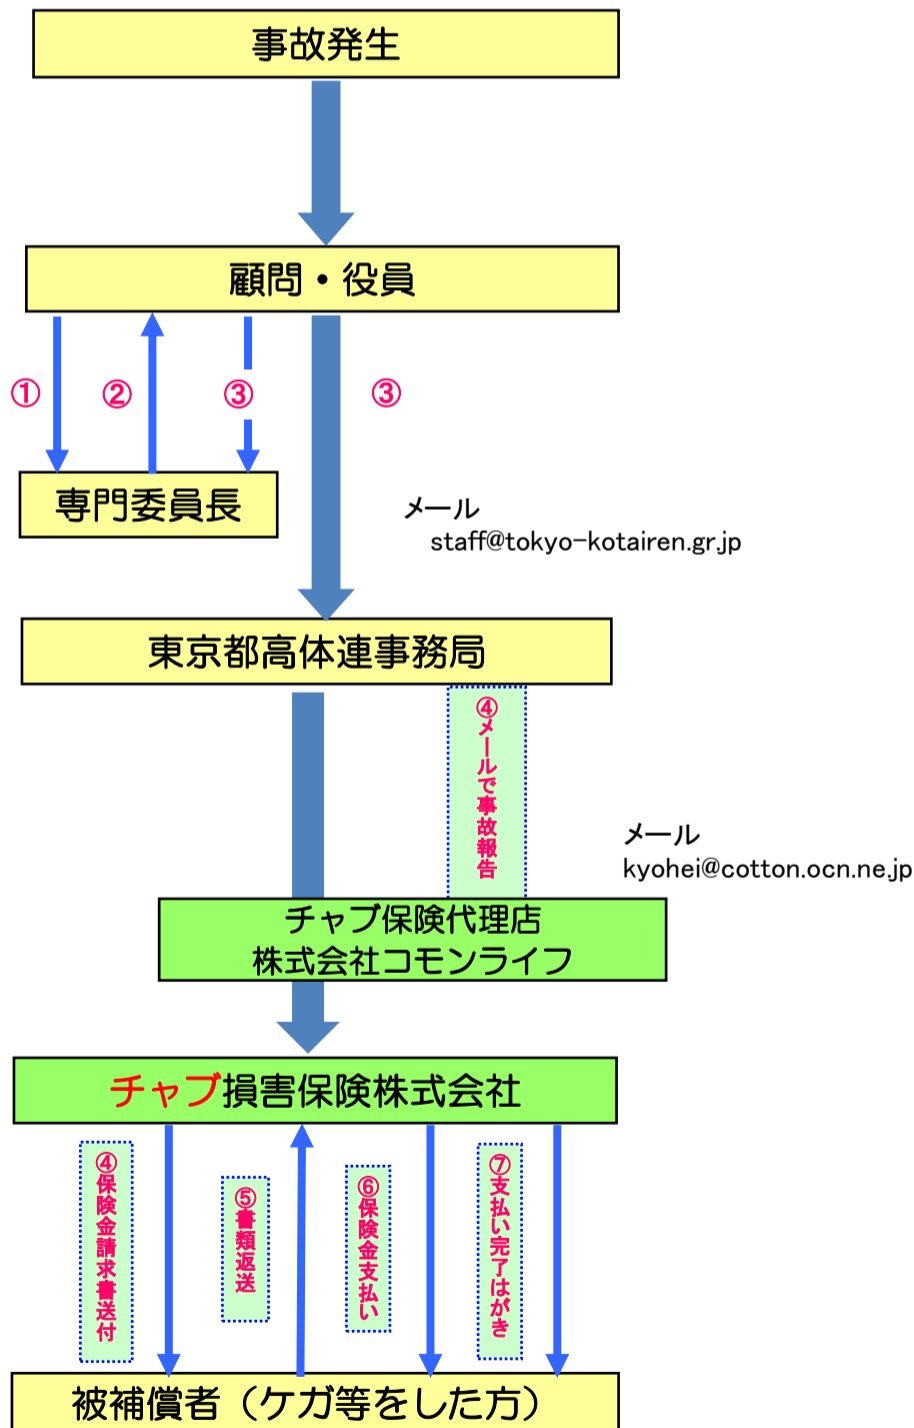 事故発生
顧問・役員
①
②
③
③
専門委員長
メール
staff@tokyo-kotairen.gr.jp
東京都高体連事務局
④メールで事故報告
メール
kyohei@cotton.ocn.ne.jp
チャブ保険代理店
株式会社コモンライフ
チャブ損害保険株式会社
④保険金請求書送付
⑤書類返送
⑥保険金支払い
⑦支払い完了はがき
被補償者（ケガ等をした方）